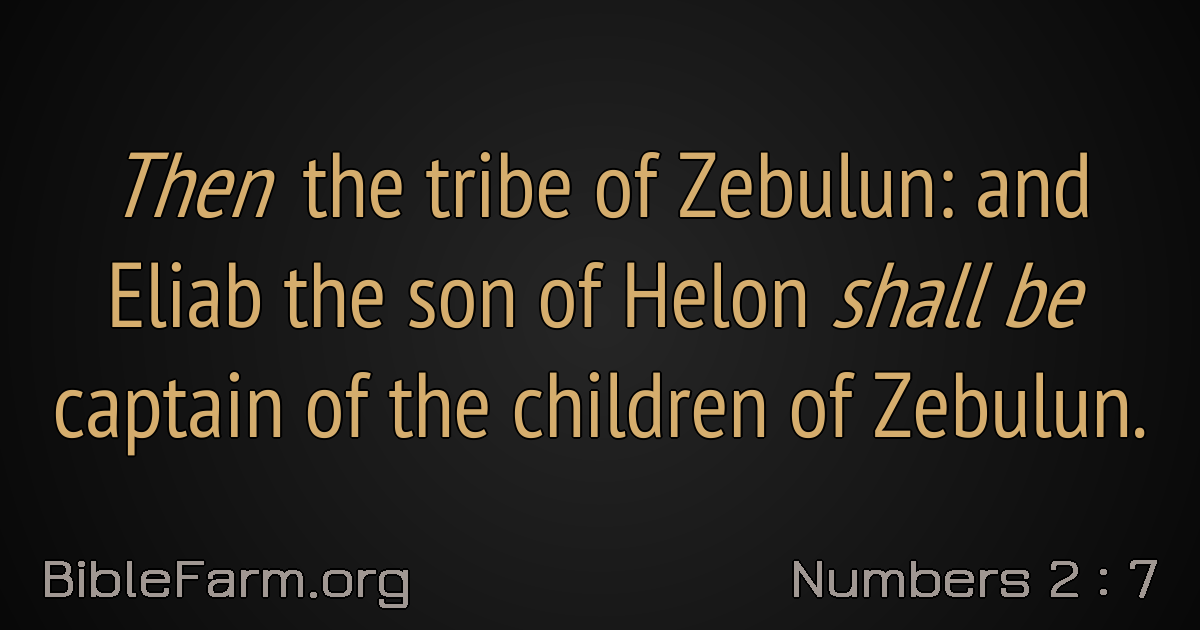 Then the tribe of Zebulun: and
Eliab the son of Helon shall be
captain of the children of Zebulun.
BibleFarm.org
Numbers 2 : 7